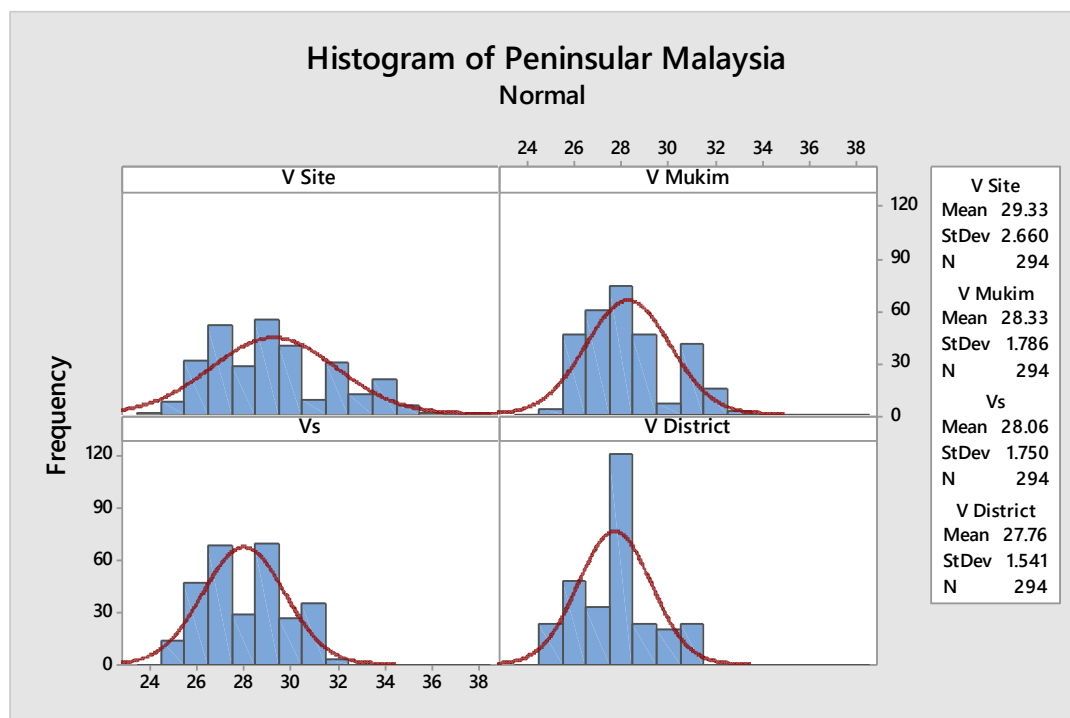 Histogram of Peninsular Malaysia
Normal
24 26 28 30 32 34 36 38
V Site V Mukim
120
90
60
30
0
Frequency
Vs V District
120
90
60
30
0
24 26 28 30 32 34 36 38
V Site
Mean 29.33
StDev 2.660
N 294
V Mukim
Mean 28.33
StDev 1.786
N 294
Vs
Mean 28.06
StDev 1.750
N 294
V District
Mean 27.76
StDev 1.541
N 294